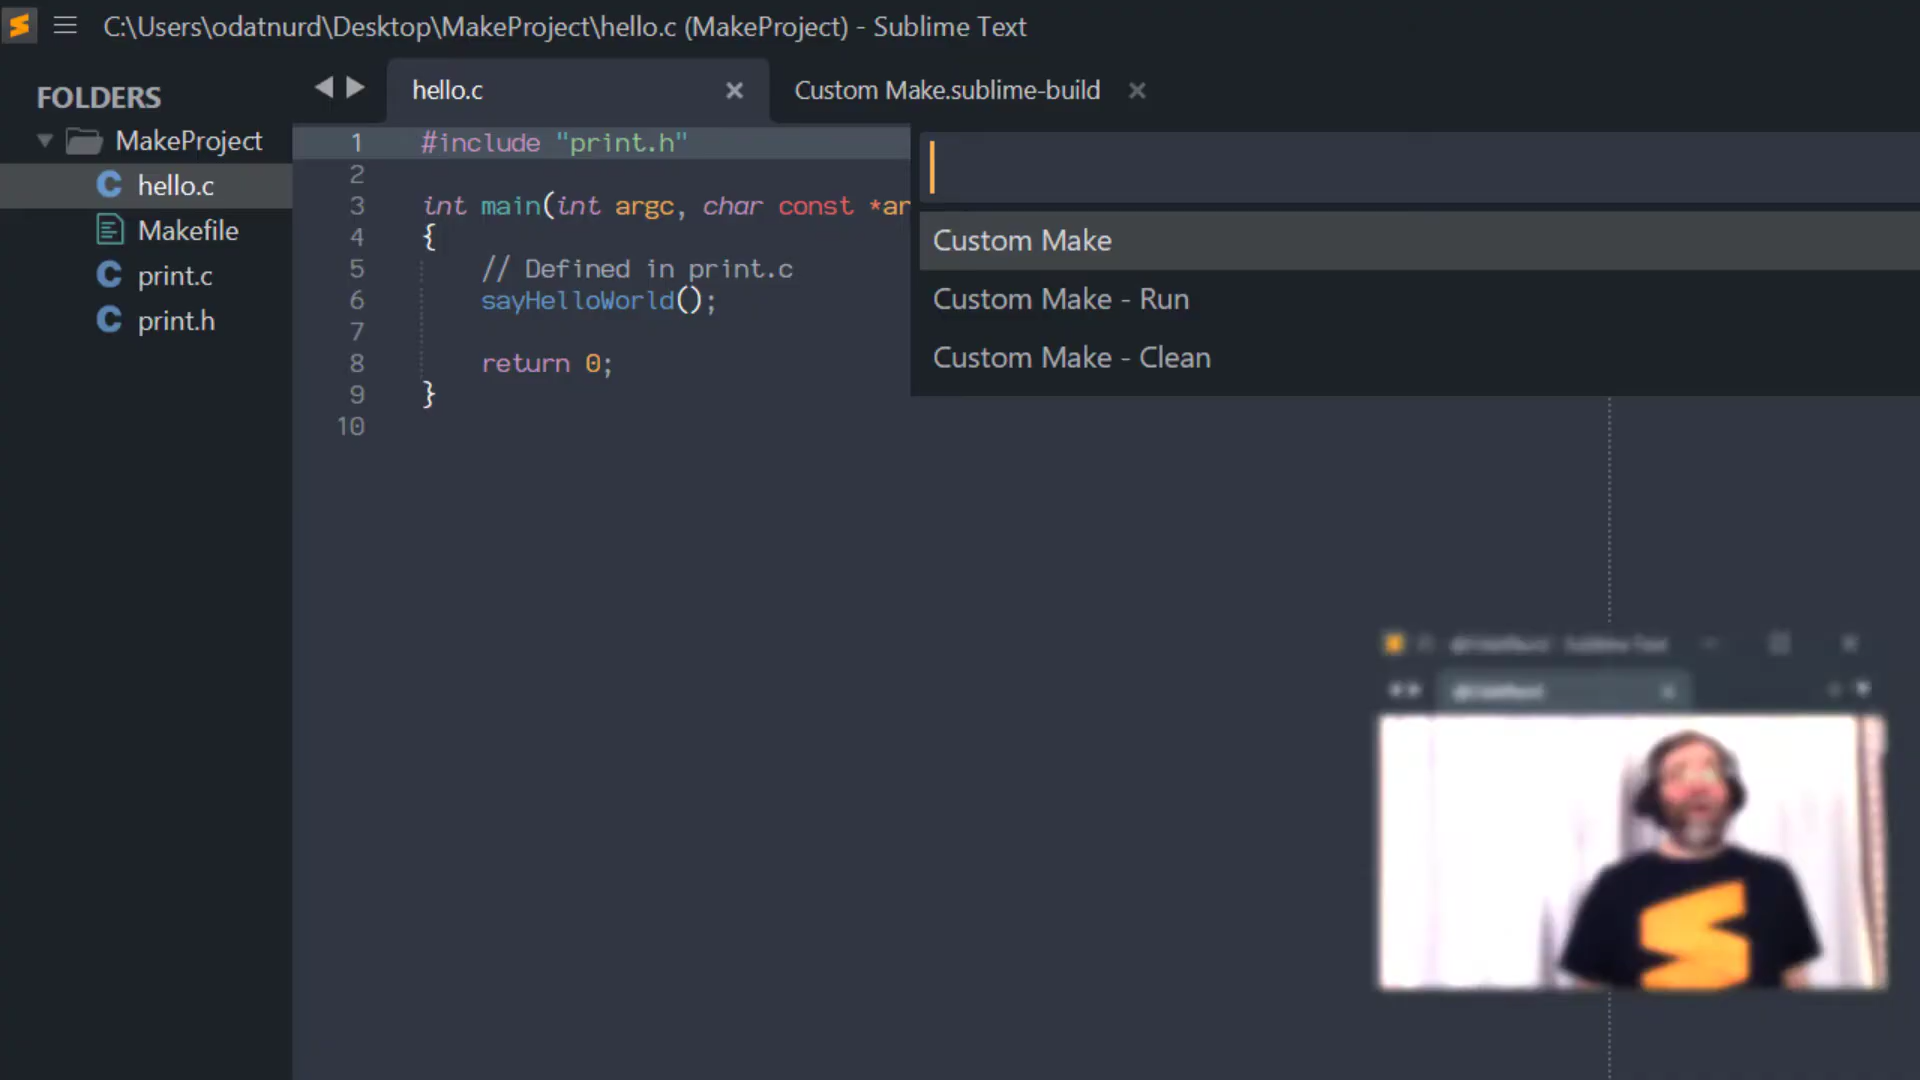 C:\Users\odatnurd\Desktop\MakeProject\hello.c (MakeProject) - Sublime Text
FOLDERS
MakeProject
hello.c
Makefile
print.c
print.h
hello.c
Custom Make.sublime-build
1 #include "print.h"
2
3 int main(int argc, char const *ar
4 {
5 // Defined in print.c
6 sayHelloWorld();
7
8 return 0;
9 }
10
Custom Make
Custom Make - Run
Custom Make - Clean